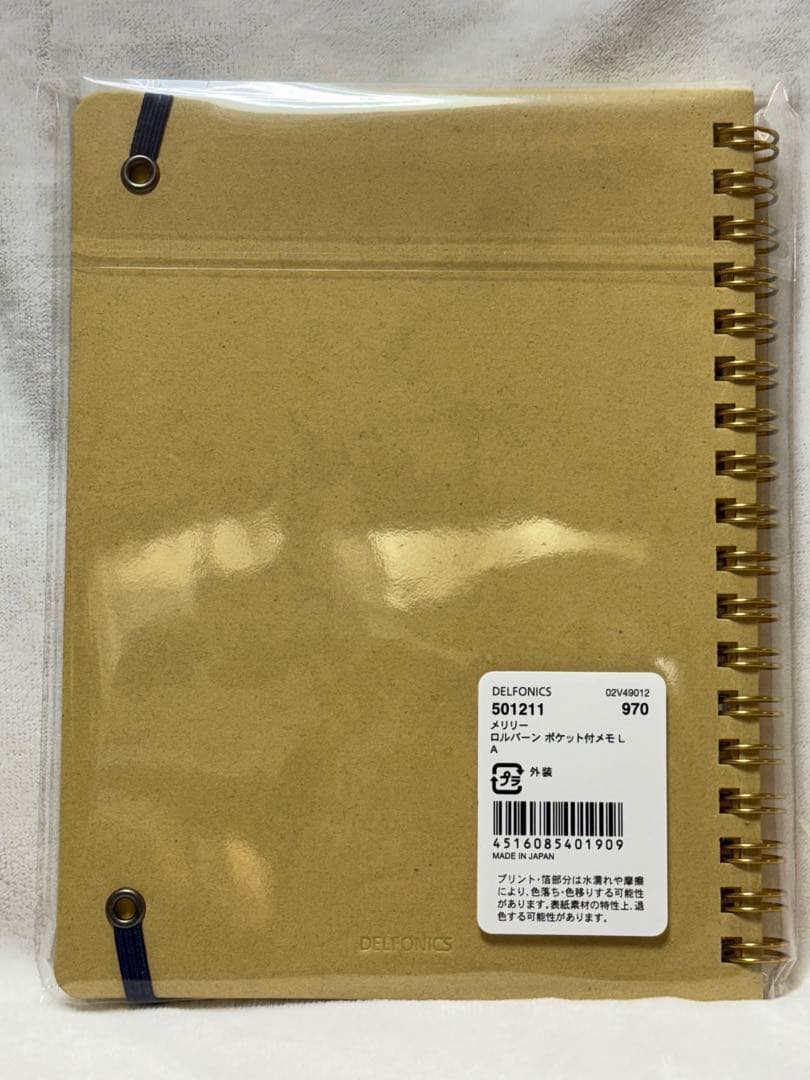 DELFONICS 02V49012
501211 970
メリリー
ロルバーン ポケット付メモ L
A
プラ 外装
4516085401909
MADE IN JAPAN
プリント・箔部分は水濡れや摩擦
により、色落ち・色移りする可能性
があります。表紙素材の特性上、退
色する可能性があります。
DELFONICS